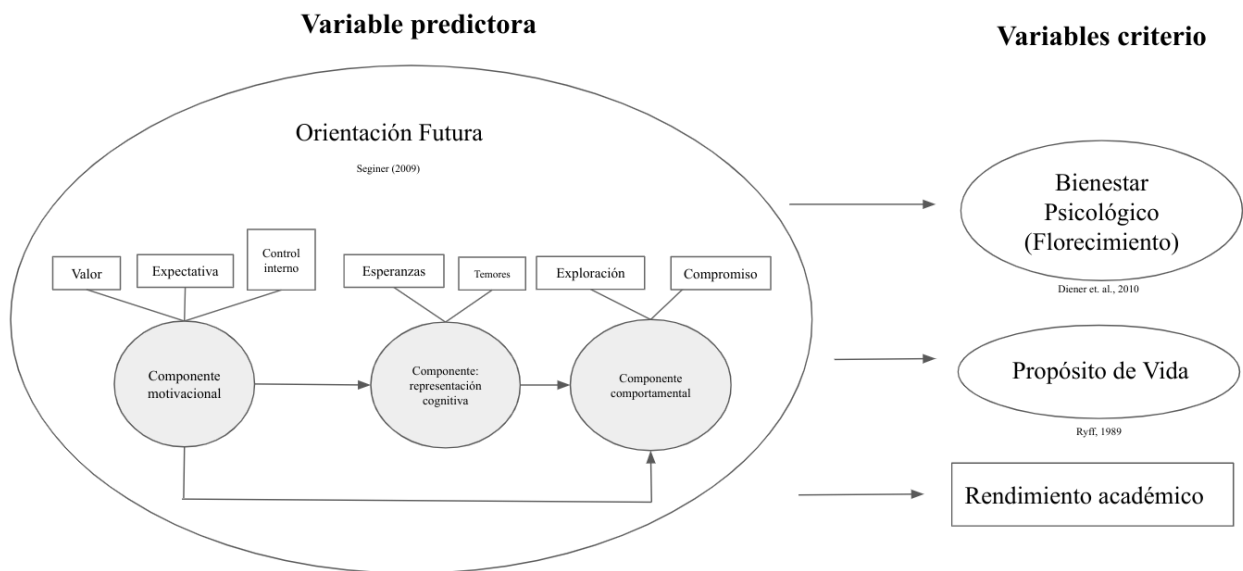 Variable predictora
Variables criterio
Orientación Futura
Seginer (2009)
Valor
Expectativa
Control
interno
Esperanzas
Temores
Exploración
Compromiso
Componente
motivacional
Componente:
representación
cognitiva
Componente
comportamental
Bienestar
Psicológico
(Florecimiento)
Diener et. al., 2010
Propósito de Vida
Ryff, 1989
Rendimiento académico